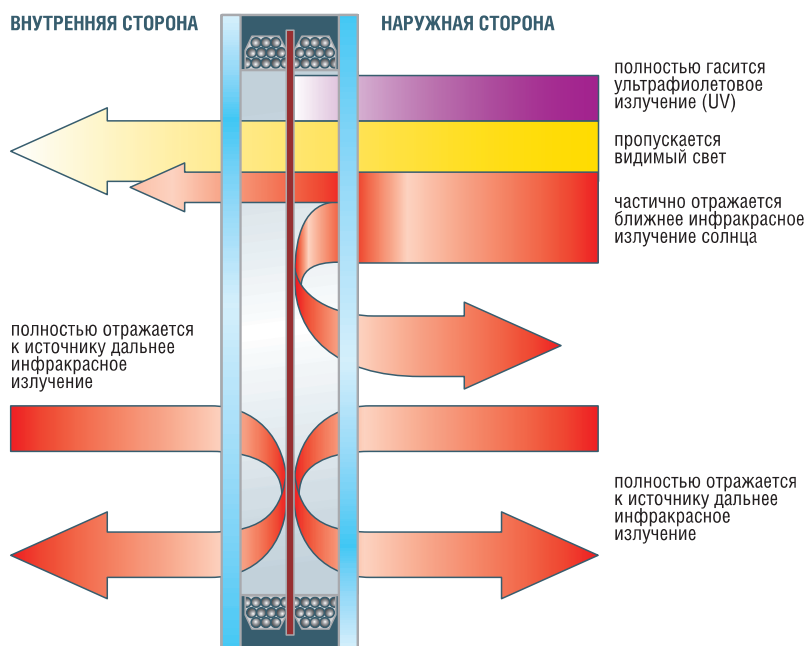 ВНУТРЕННЯЯ СТОРОНА
НАРУЖНАЯ СТОРОНА
полностью гасится
ультрафиолетовое
излучение (UV)
пропускается
видимый свет
частично отражается
ближнее инфракрасное
излучение солнца
полностью отражается
к источнику дальнее
инфракрасное
излучение
полностью отражается
к источнику дальнее
инфракрасное
излучение